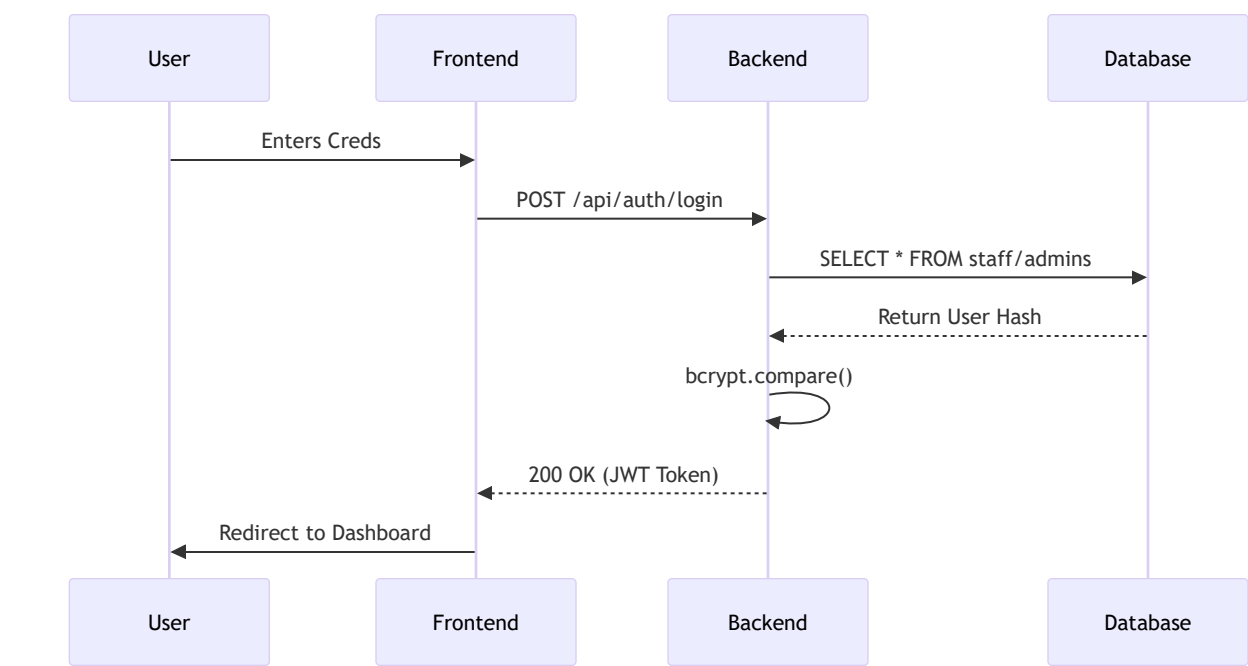 User
Frontend
Backend
Database
Enters Creds
POST /api/auth/login
SELECT * FROM staff/admins
Return User Hash
bcrypt.compare()
200 OK (JWT Token)
Redirect to Dashboard
User
Frontend
Backend
Database